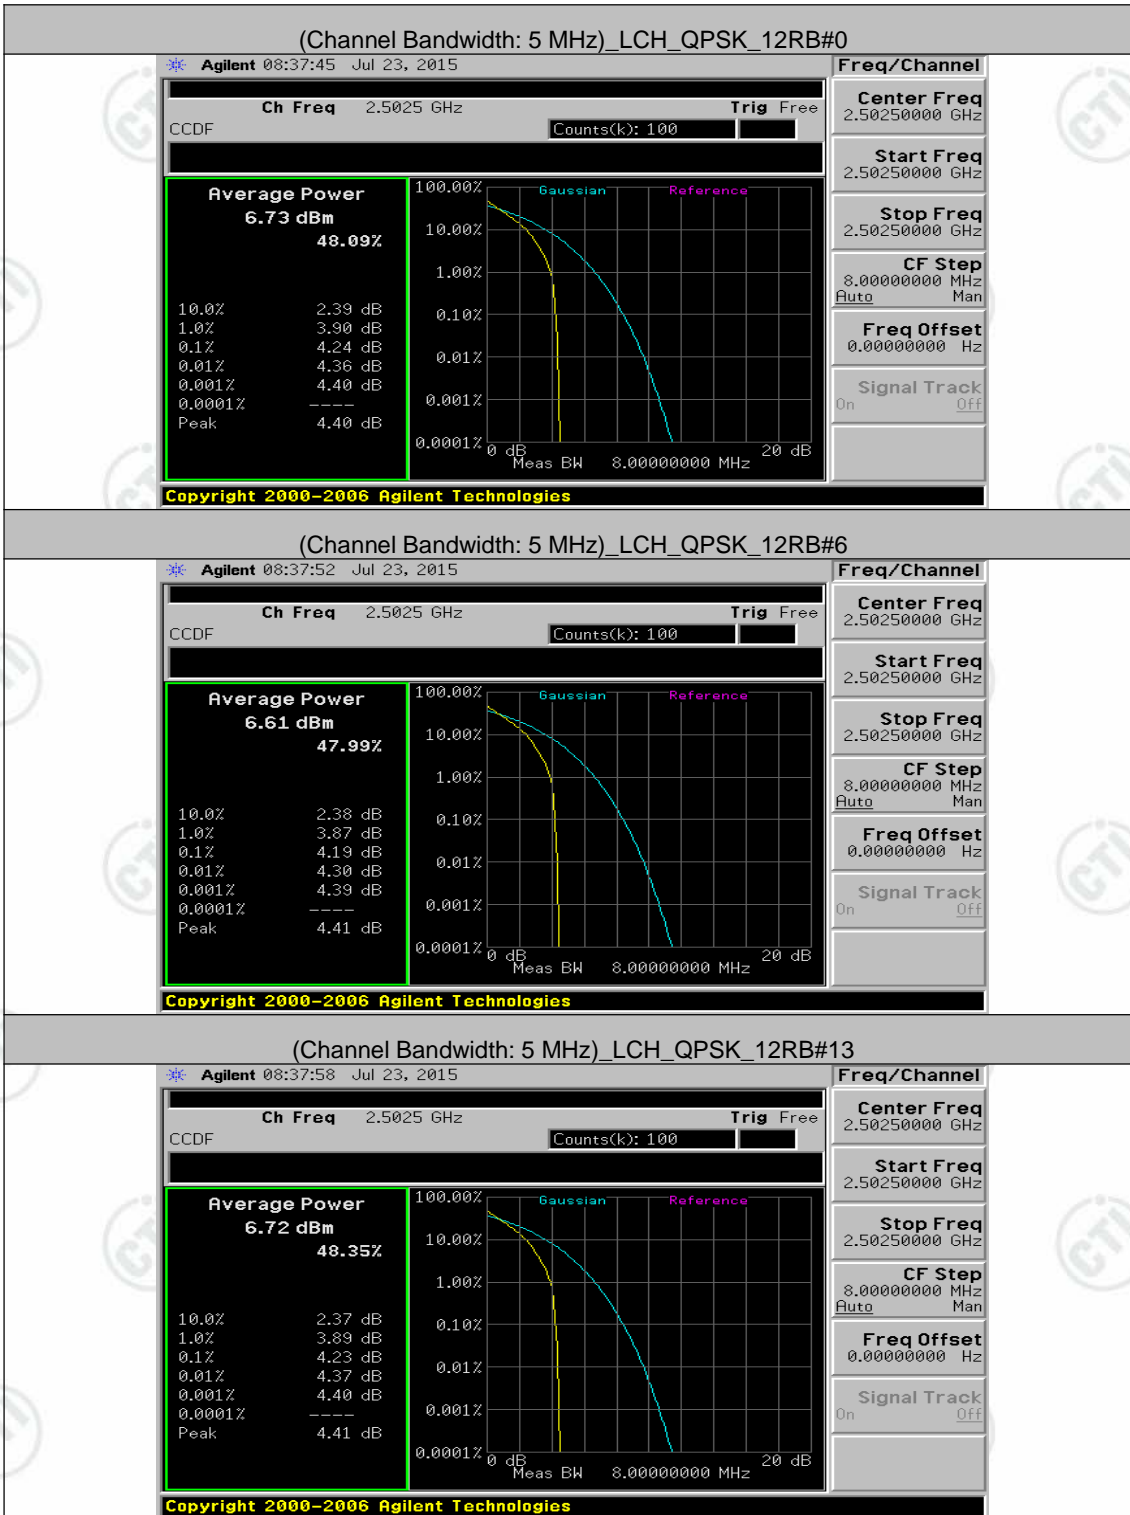 (Channel Bandwidth: 5 MHz)_LCH_QPSK_12RB#0
Agilent 08:37:45 Jul 23, 2015
Freq/Channel
Ch Freq 2.5025 GHz Trig Free
CCDF Counts(k): 100
Center Freq
2.50250000 GHz
Start Freq
2.50250000 GHz
Stop Freq
2.50250000 GHz
CF Step
8.00000000 MHz
Auto Man
Freq Offset
0.00000000 Hz
Signal Track
On Off
Average Power
6.73 dBm
48.09%
10.0% 2.39 dB
1.0% 3.90 dB
0.1% 4.24 dB
0.01% 4.36 dB
0.001% 4.40 dB
0.0001% ----
Peak 4.40 dB
Gaussian Reference
100.00%
10.00%
1.00%
0.10%
0.01%
0.001%
0.0001%
0 dB 20 dB
Meas BW 8.00000000 MHz
Copyright 2000-2006 Agilent Technologies
(Channel Bandwidth: 5 MHz)_LCH_QPSK_12RB#6
Agilent 08:37:52 Jul 23, 2015
Freq/Channel
Ch Freq 2.5025 GHz Trig Free
CCDF Counts(k): 100
Center Freq
2.50250000 GHz
Start Freq
2.50250000 GHz
Stop Freq
2.50250000 GHz
CF Step
8.00000000 MHz
Auto Man
Freq Offset
0.00000000 Hz
Signal Track
On Off
Average Power
6.61 dBm
47.99%
10.0% 2.38 dB
1.0% 3.87 dB
0.1% 4.19 dB
0.01% 4.30 dB
0.001% 4.39 dB
0.0001% ----
Peak 4.41 dB
Gaussian Reference
100.00%
10.00%
1.00%
0.10%
0.01%
0.001%
0.0001%
0 dB 20 dB
Meas BW 8.00000000 MHz
Copyright 2000-2006 Agilent Technologies
(Channel Bandwidth: 5 MHz)_LCH_QPSK_12RB#13
Agilent 08:37:58 Jul 23, 2015
Freq/Channel
Ch Freq 2.5025 GHz Trig Free
CCDF Counts(k): 100
Center Freq
2.50250000 GHz
Start Freq
2.50250000 GHz
Stop Freq
2.50250000 GHz
CF Step
8.00000000 MHz
Auto Man
Freq Offset
0.00000000 Hz
Signal Track
On Off
Average Power
6.72 dBm
48.35%
10.0% 2.37 dB
1.0% 3.89 dB
0.1% 4.23 dB
0.01% 4.37 dB
0.001% 4.40 dB
0.0001% ----
Peak 4.41 dB
Gaussian Reference
100.00%
10.00%
1.00%
0.10%
0.01%
0.001%
0.0001%
0 dB 20 dB
Meas BW 8.00000000 MHz
Copyright 2000-2006 Agilent Technologies
CTI
CTI
CTI
CTI
CTI
CTI
CTI
CTI